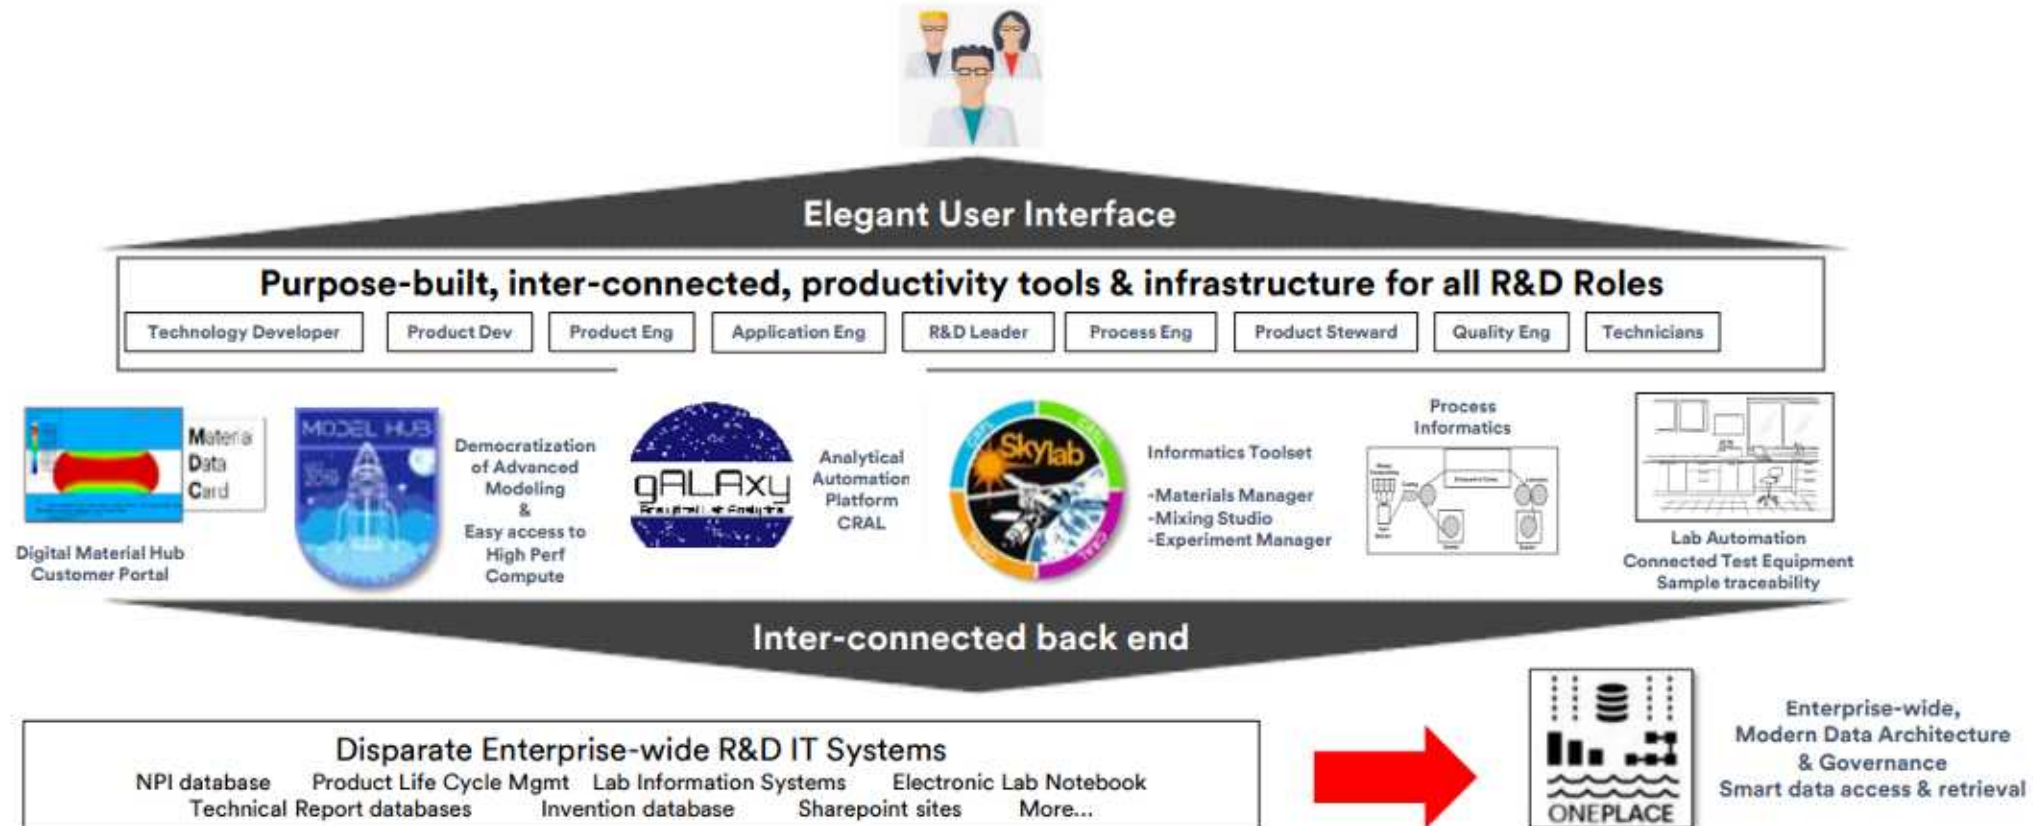 Elegant User Interface
Purpose-built, inter-connected, productivity tools & infrastructure for all R&D Roles
Technology Developer
Product Dev
Product Eng
Application Eng
R&D Leader
Process Eng
Product Steward
Quality Eng
Technicians
Material
Data
Card
Digital Material Hub
Customer Portal
MODEL HUB
2019
Democratization
of Advanced
Modeling
&
Easy access to
High Perf
Compute
gALAxy
Analytical
Automation
Platform
CRAL
Skylab
Informatics Toolset
-Materials Manager
-Mixing Studio
-Experiment Manager
Process
Informatics
Lab Automation
Connected Test Equipment
Sample traceability
Inter-connected back end
Disparate Enterprise-wide R&D IT Systems
NPI database Product Life Cycle Mgmt Lab Information Systems Electronic Lab Notebook
Technical Report databases Invention database Sharepoint sites More...
ONEPLACE
Enterprise-wide,
Modern Data Architecture
& Governance
Smart data access & retrieval